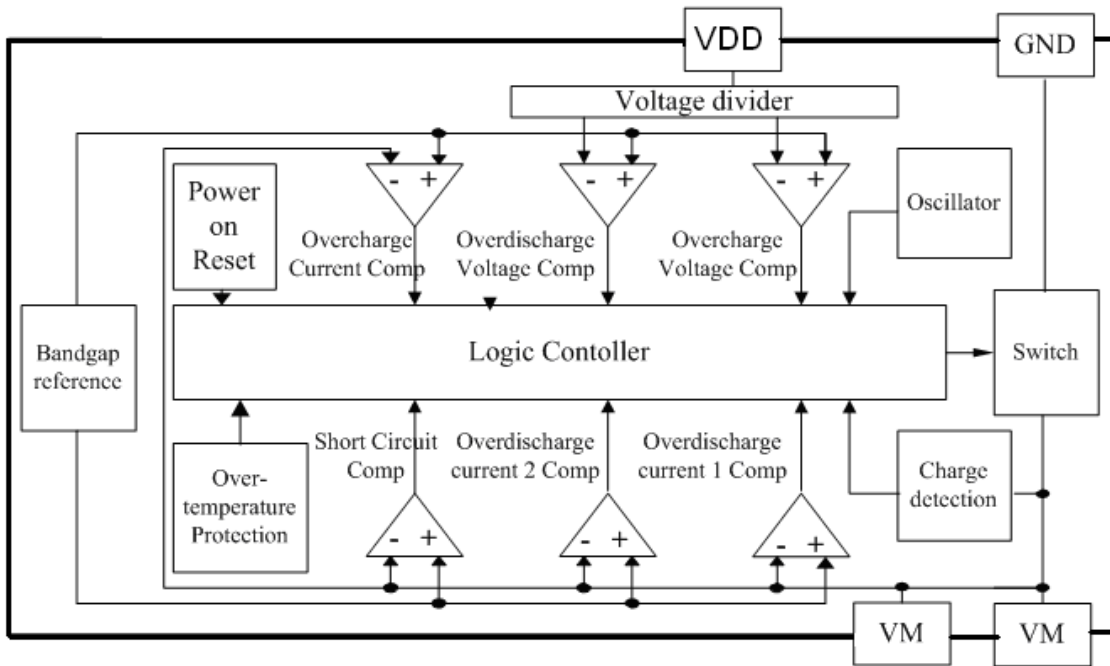 VDD
GND
Voltage divider
- +
- +
- +
Power
on
Reset
Oscillator
Overcharge
Current Comp
Overdischarge
Voltage Comp
Overcharge
Voltage Comp
Bandgap
reference
Logic Contoller
Switch
Over-
temperature
Protection
Short Circuit
Comp
Overdischarge
current 2 Comp
Overdischarge
current 1 Comp
Charge
detection
- +
- +
- +
VM
VM